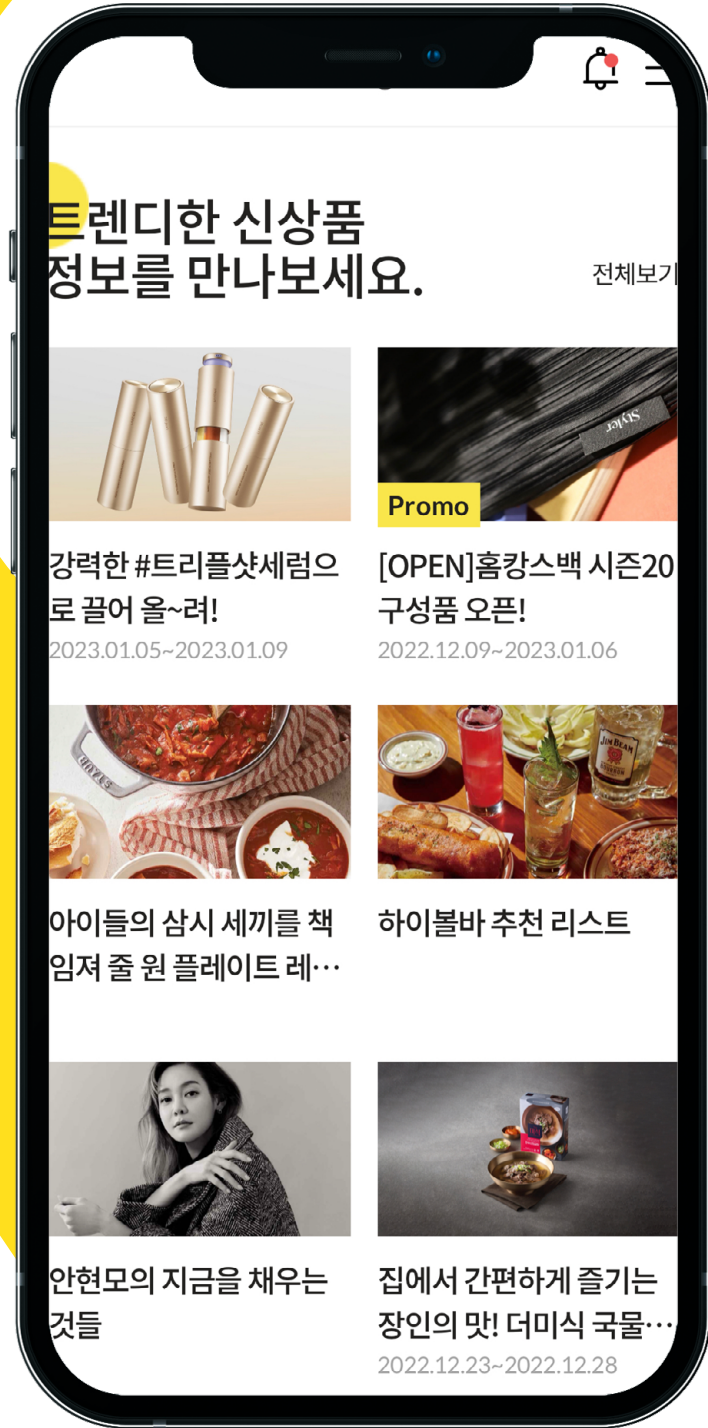 트렌디한 신상품
정보를 만나보세요.
전체보기
Styler
Promo
강력한 #트리플샷세럼으
로 끌어 올~려!
2023.01.05~2023.01.09
[OPEN]홈캉스백 시즌20
구성품 오픈!
2022.12.09~2023.01.06
JIM BEAM
아이들의 삼시 세끼를 책
임져 줄 원 플레이트 레…
하이볼바 추천 리스트
안현모의 지금을 채우는
것들
집에서 간편하게 즐기는
장인의 맛! 더미식 국물…
2022.12.23~2022.12.28